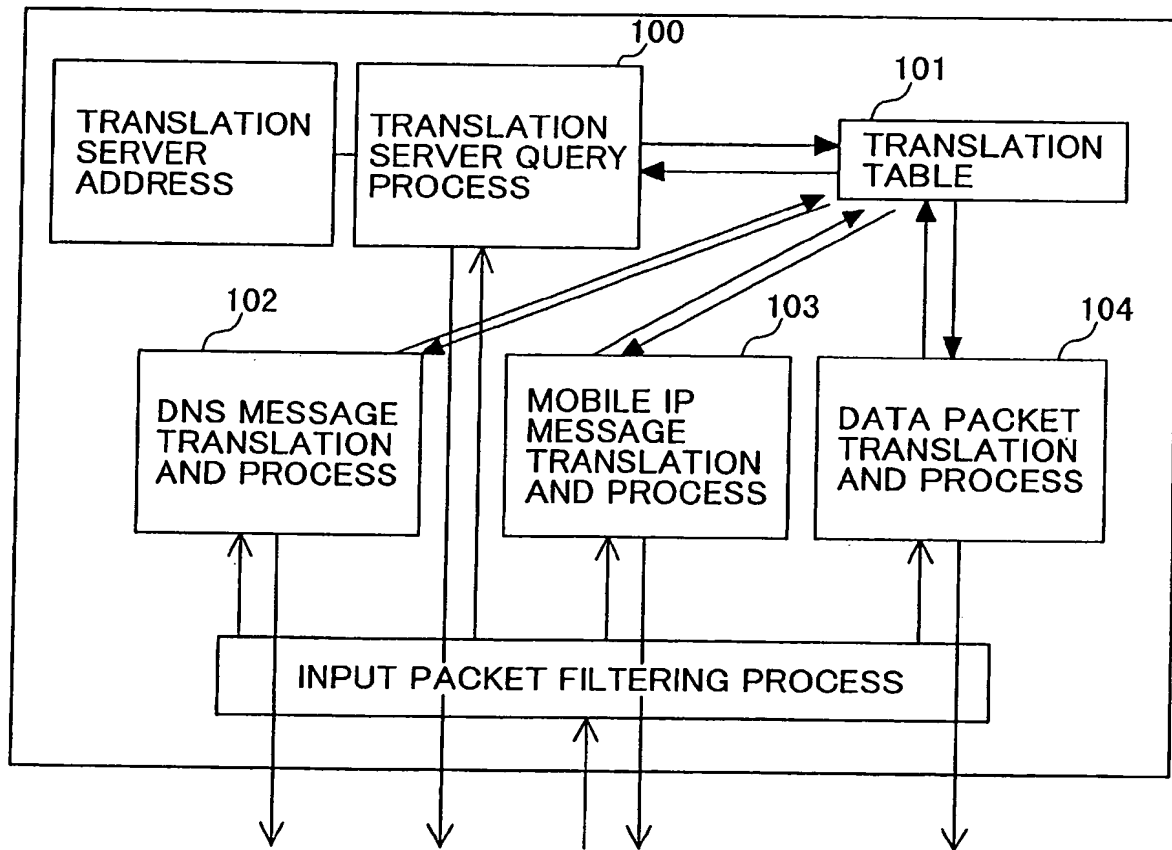 100
101
TRANSLATION
SERVER
ADDRESS
TRANSLATION
SERVER QUERY
PROCESS
TRANSLATION
TABLE
102
103
104
DNS MESSAGE
TRANSLATION
AND PROCESS
MOBILE IP
MESSAGE
TRANSLATION
AND PROCESS
DATA PACKET
TRANSLATION
AND PROCESS
INPUT PACKET FILTERING PROCESS